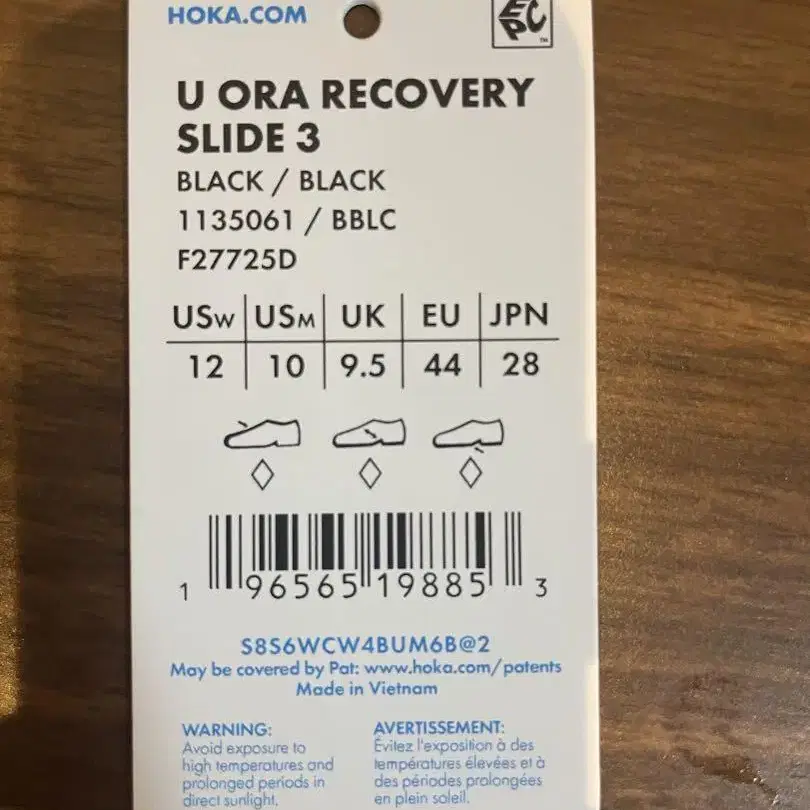 HOKA.COM
EPC
™
U ORA RECOVERY
SLIDE 3
BLACK / BLACK
1135061 / BBLC
F27725D
USW USM UK EU JPN
12 10 9.5 44 28
1 96565 19885 3
S8S6WCW4BUM6B@2
May be covered by Pat: www.hoka.com/patents
Made in Vietnam
WARNING:
Avoid exposure to
high temperatures and
prolonged periods in
direct sunlight.
AVERTISSEMENT:
Évitez l'exposition à des
températures élevées et à
des périodes prolongées
en plein soleil.